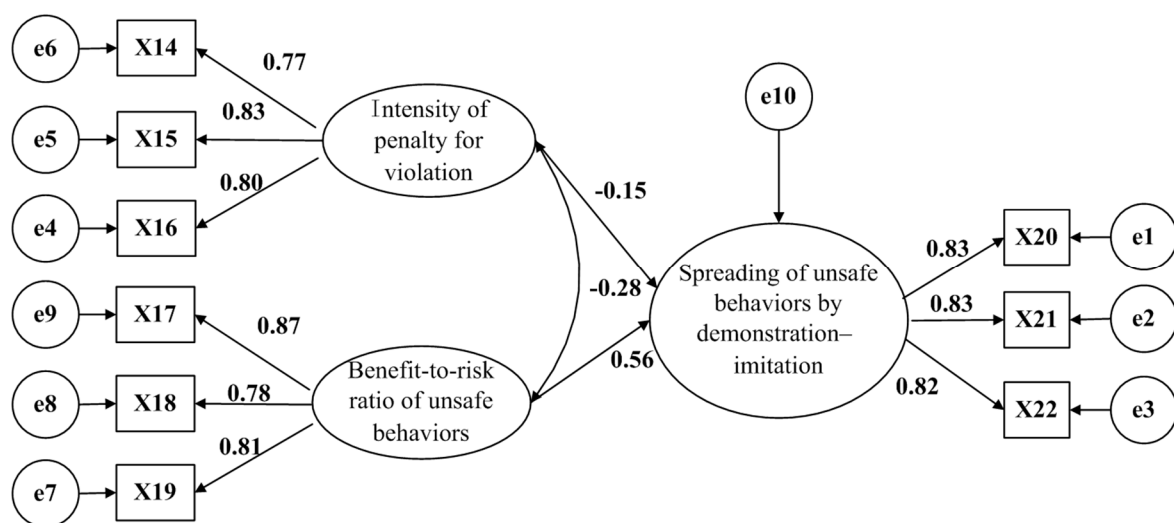 e6
X14
0.77
e5
X15
0.83
e4
X16
0.80
Intensity of
penalty for
violation
e9
X17
0.87
e8
X18
0.78
e7
X19
0.81
Benefit-to-risk
ratio of unsafe
behaviors
-0.15
-0.28
0.56
e10
Spreading of unsafe
behaviors by
demonstration–
imitation
0.83
X20
e1
0.83
X21
e2
0.82
X22
e3